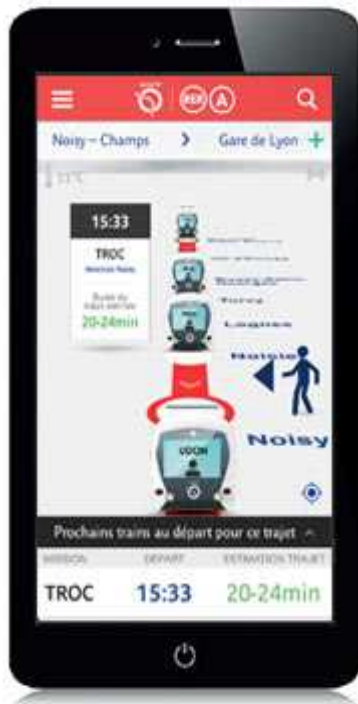 RER A
Noisy – Champs > Gare de Lyon +
15:33
TROC
20-24min
Torcy
Lognes
Noisiel
Noisy
UDON
Prochains trains au départ pour ce trajet
MISSION DÉPART ESTIMATION TRAJET
TROC 15:33 20-24min